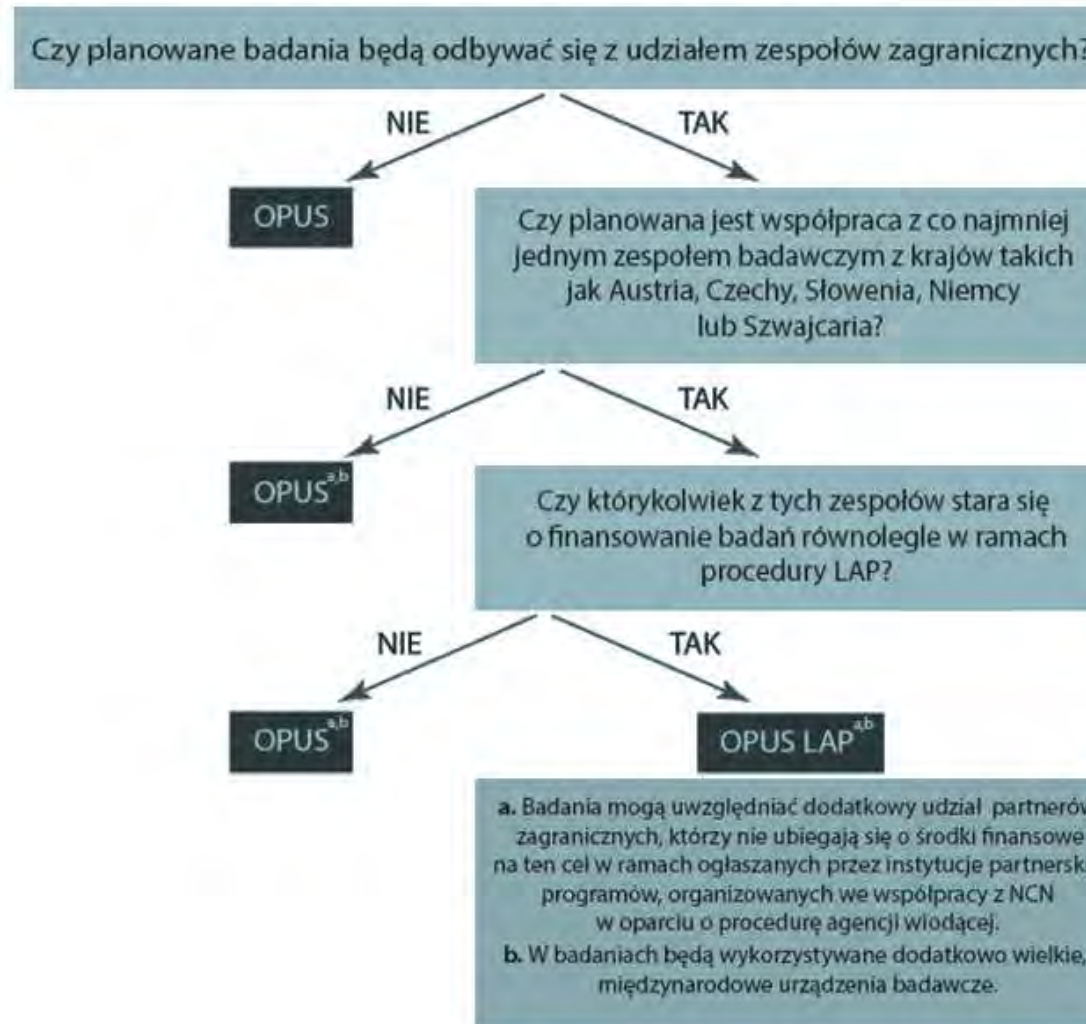 Czy planowane badania będą odbywać się z udziałem zespołów zagranicznych?
NIE
TAK
OPUS
Czy planowana jest współpraca z co najmniej
jednym zespołem badawczym z krajów takich
jak Austria, Czechy, Słowenia, Niemcy
lub Szwajcaria?
NIE
TAK
OPUS a,b
Czy którykolwiek z tych zespołów stara się
o finansowanie badań równolegle w ramach
procedury LAP?
NIE
TAK
OPUS a,b
OPUS LAP a,b
a. Badania mogą uwzględniać dodatkowy udział partnerów
zagranicznych, którzy nie ubiegają się o środki finansowe
na ten cel w ramach ogłaszanych przez instytucje partnersk
programów, organizowanych we współpracy z NCN
w oparciu o procedurę agencji wiodącej.
b. W badaniach będą wykorzystywane dodatkowo wielkie,
międzynarodowe urządzenia badawcze.